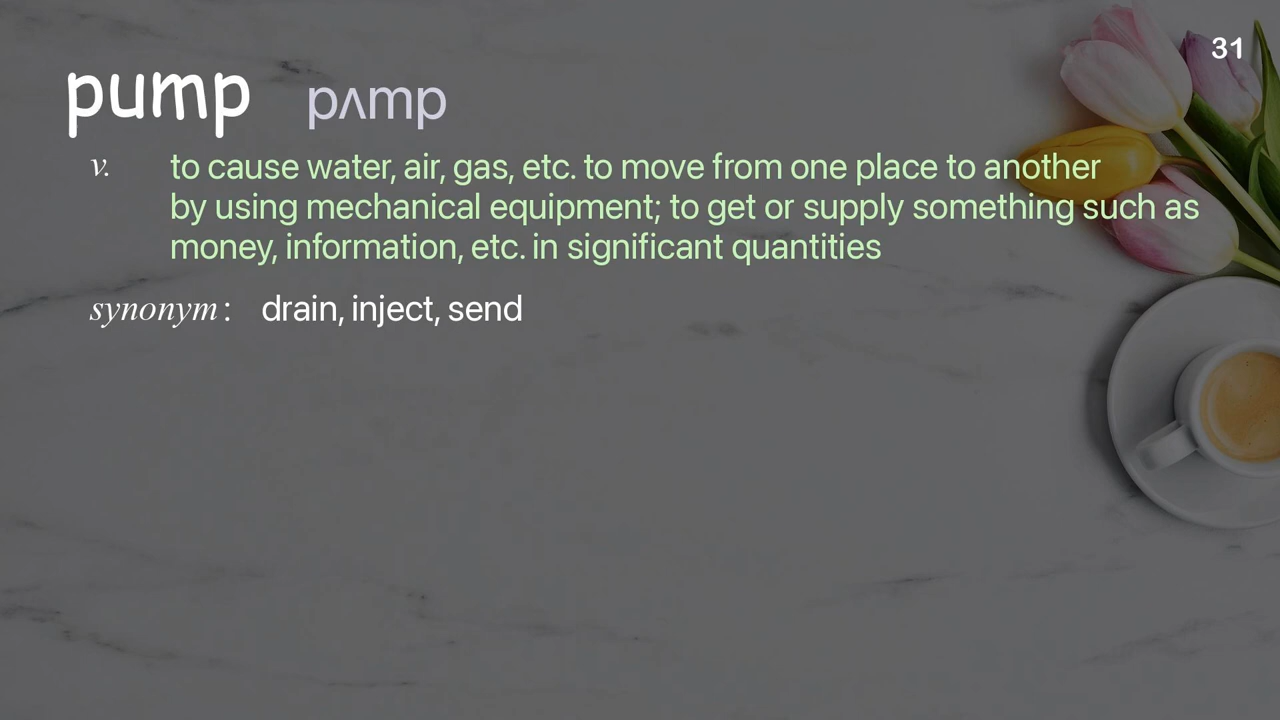 31
pump pʌmp
v. to cause water, air, gas, etc. to move from one place to another
by using mechanical equipment; to get or supply something such as
money, information, etc. in significant quantities
synonym: drain, inject, send